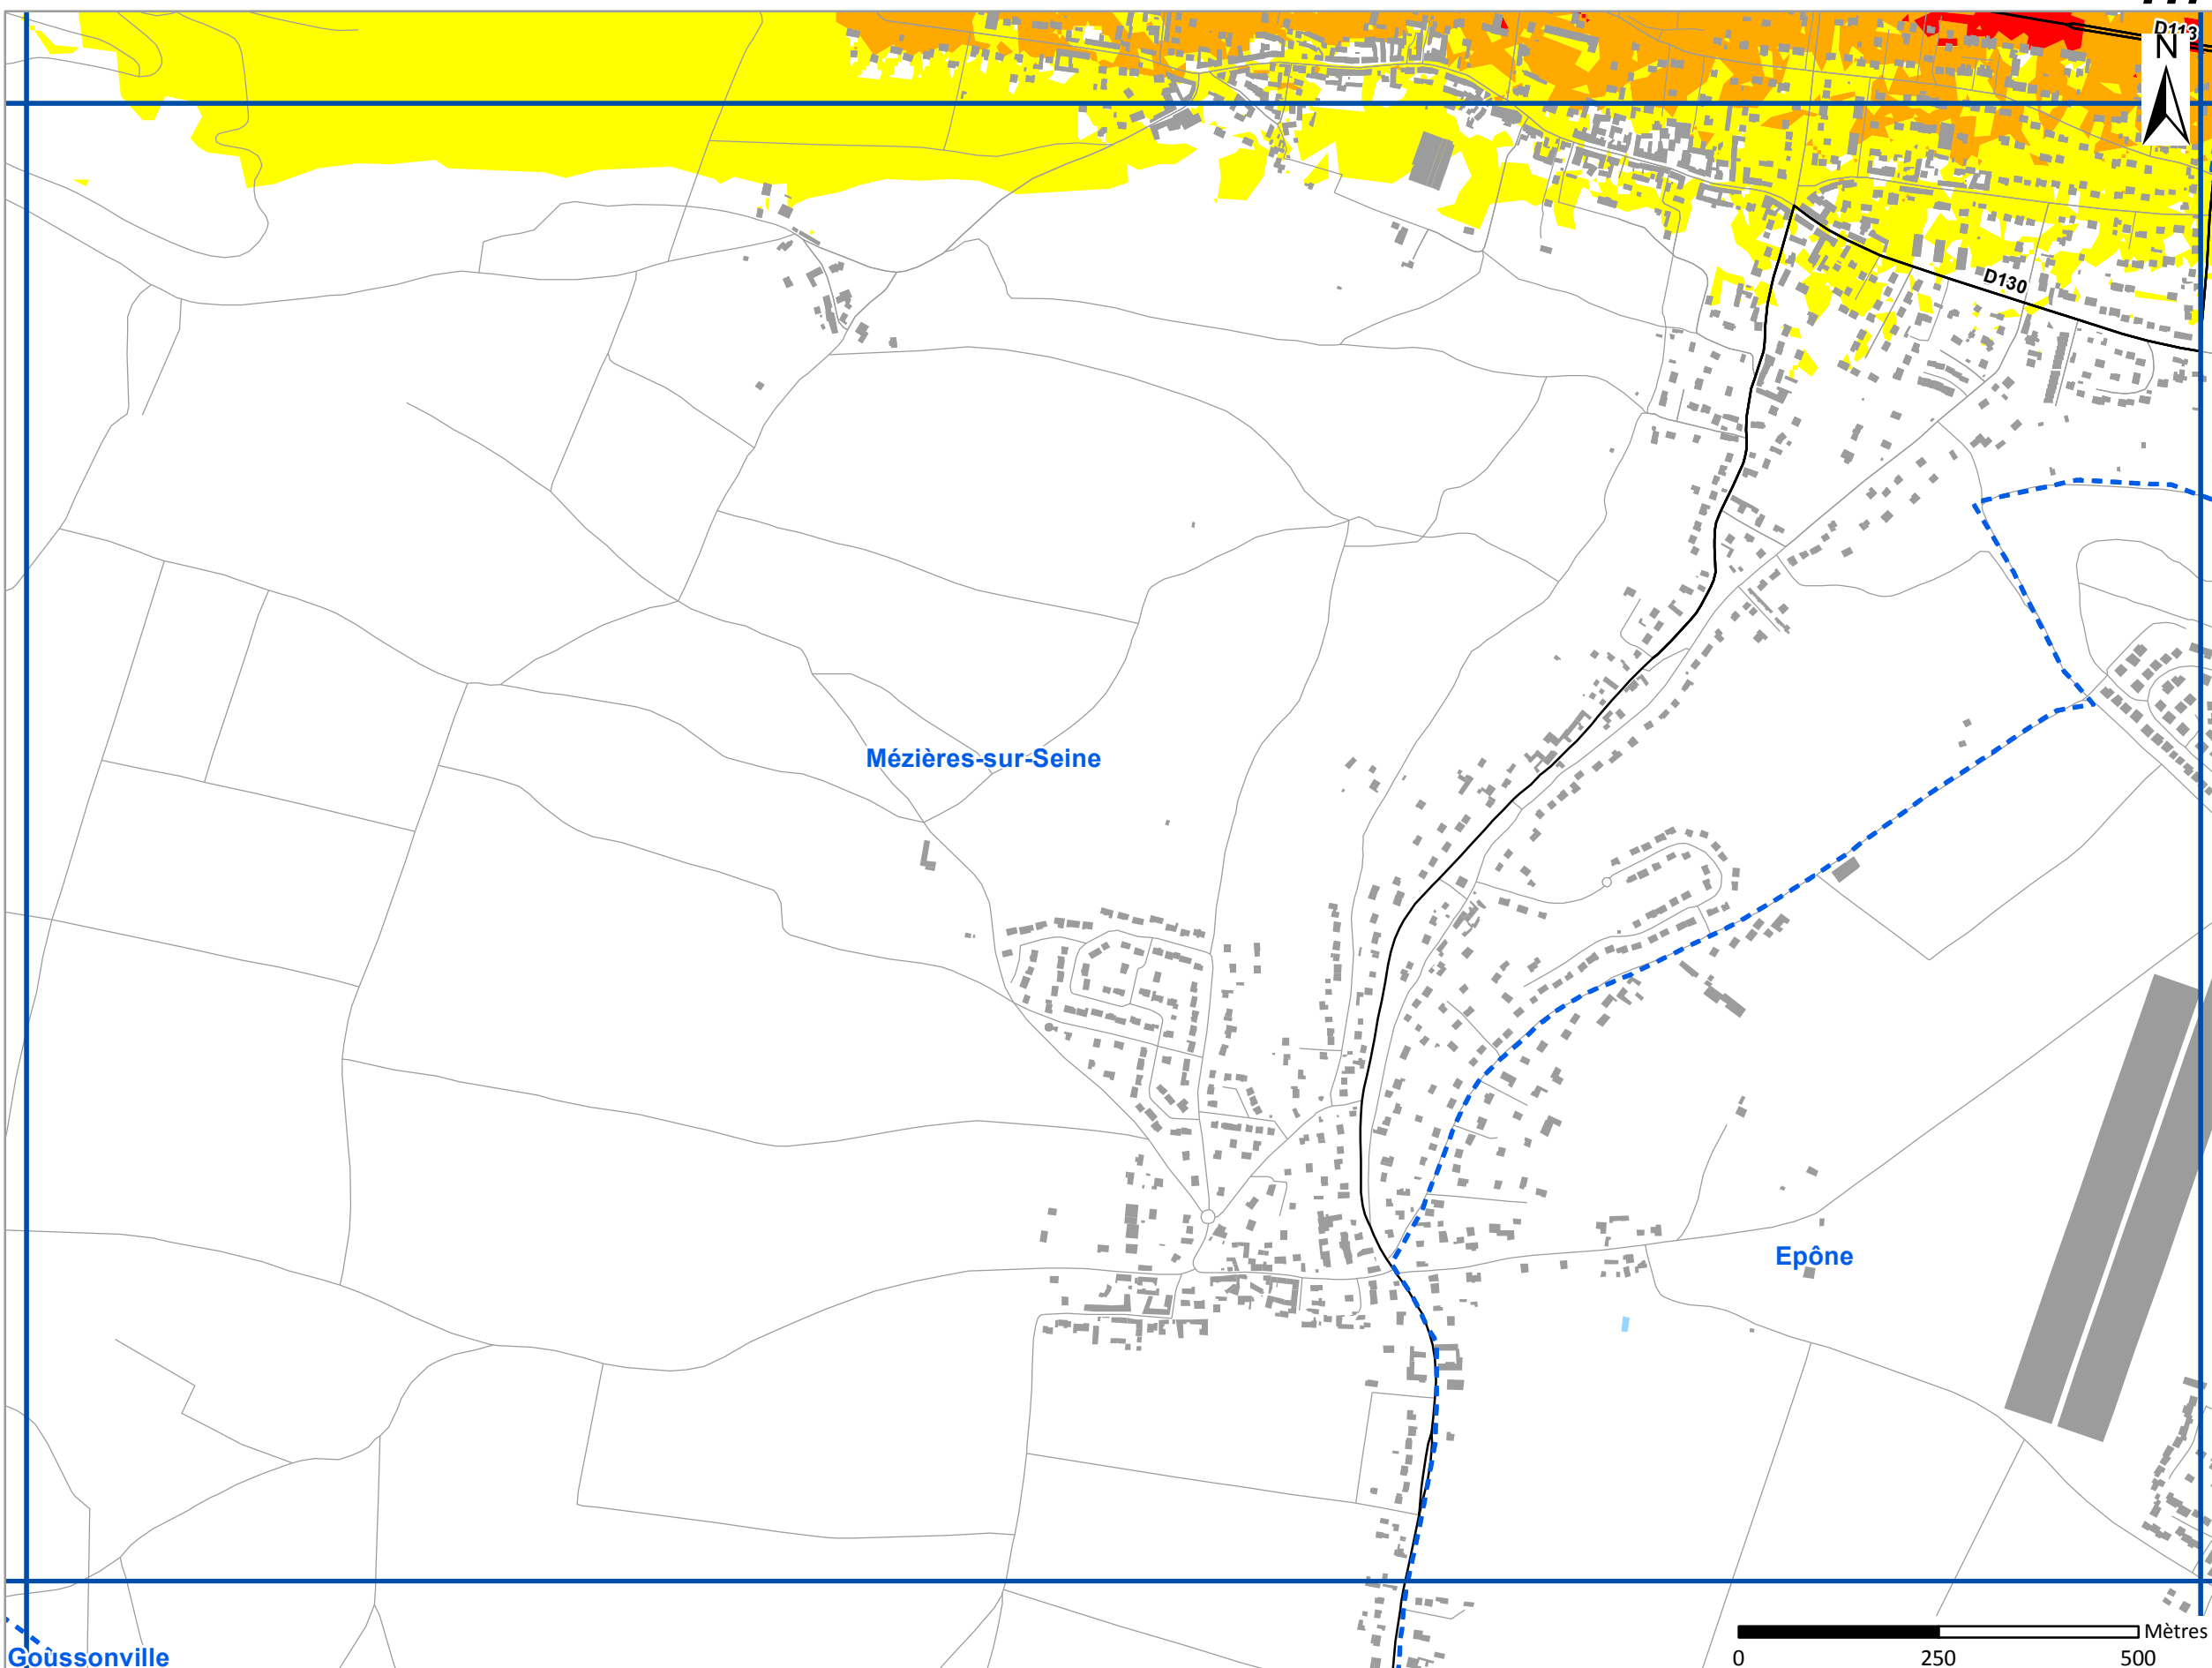 D113
N
D130
Mézières-sur-Seine
Epône
Mètres
0 250 500
Goussonville